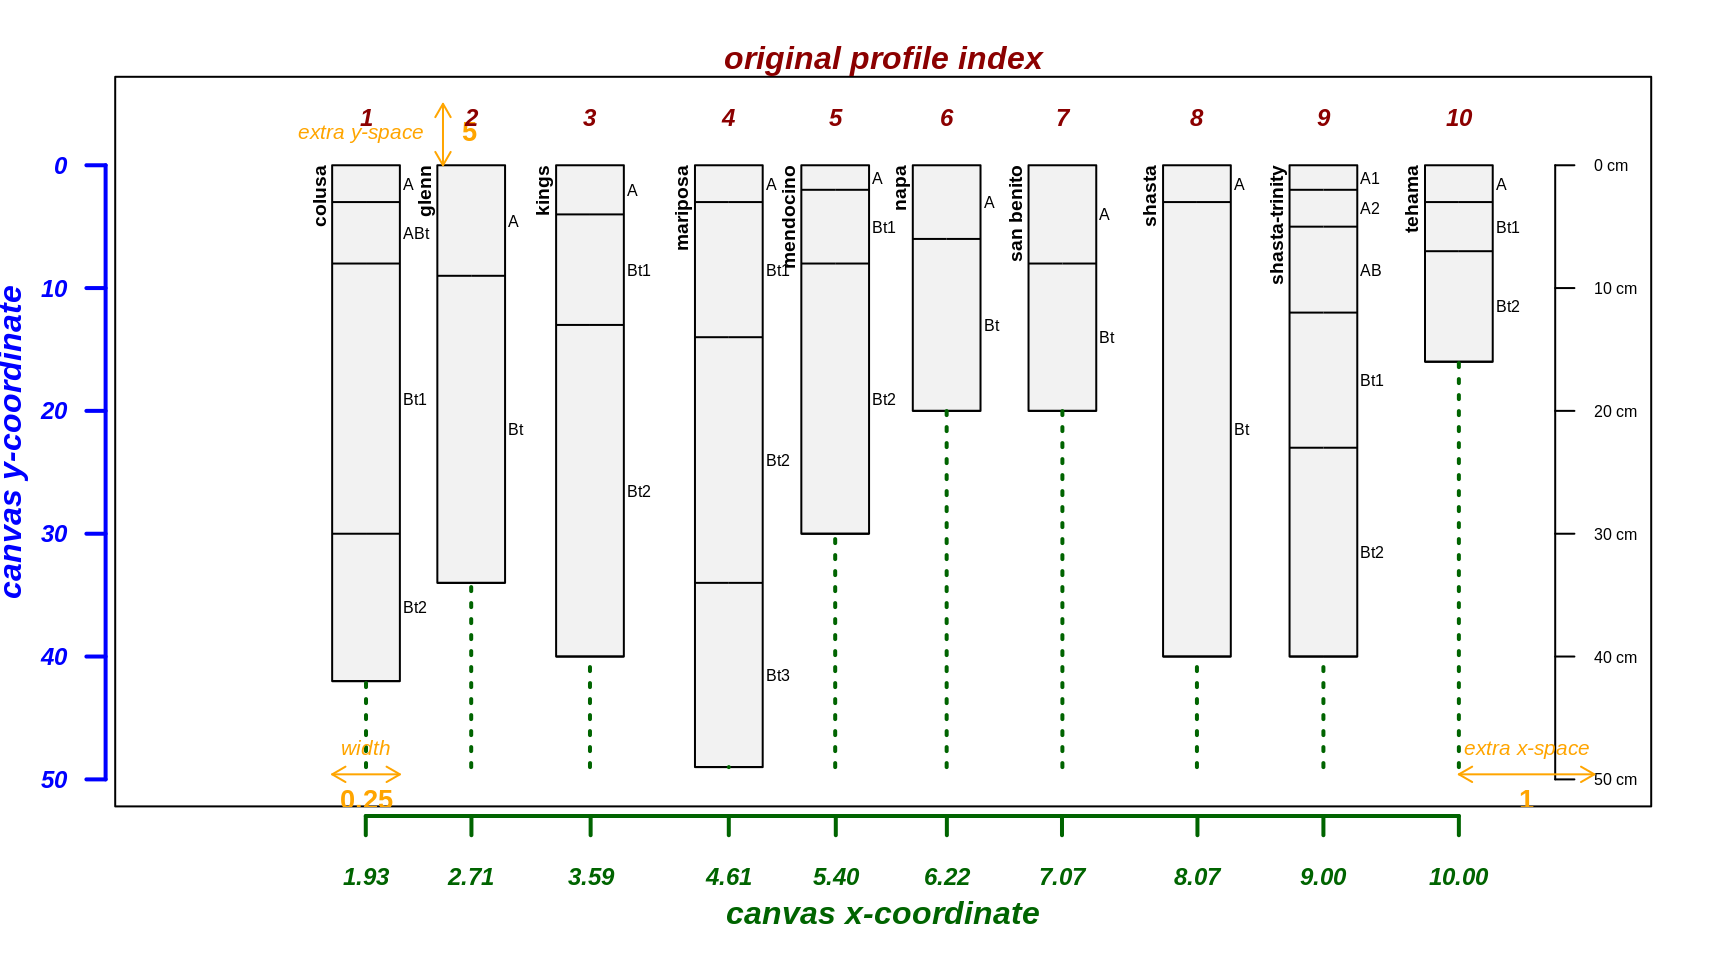 original profile index
1 2 3 4 5 6 7 8 9 10
extra y-space 5
0 10 20 30 40 50
canvas y-coordinate
colusa
A
ABt
Bt1
Bt2
glenn
A
Bt
kings
A
Bt1
Bt2
mariposa
A
Bt1
Bt2
Bt3
mendocino
A
Bt1
Bt2
napa
A
Bt
san benito
A
Bt
shasta
A
Bt
shasta-trinity
A1
A2
AB
Bt1
Bt2
tehama
A
Bt1
Bt2
0 cm
10 cm
20 cm
30 cm
40 cm
50 cm
width
0.25
extra x-space
1
1.93 2.71 3.59 4.61 5.40 6.22 7.07 8.07 9.00 10.00
canvas x-coordinate